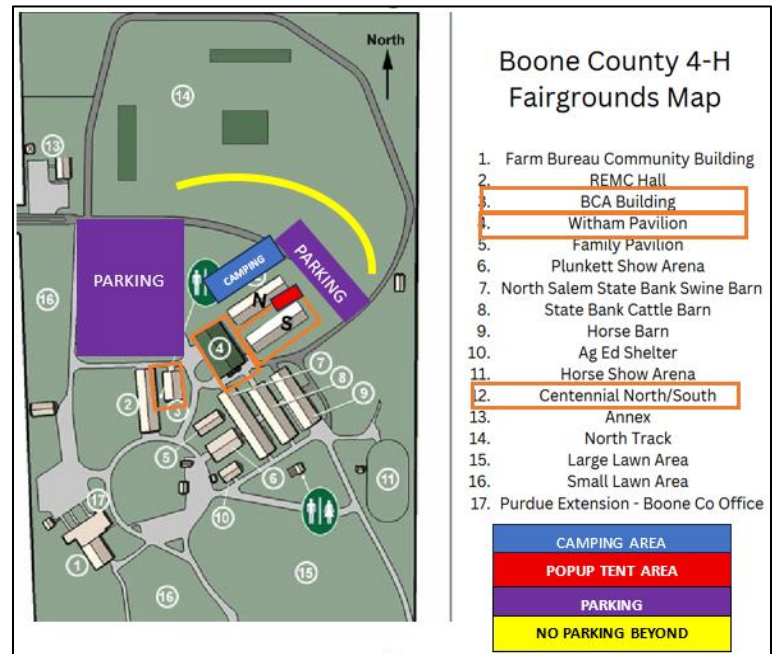 North
14
13
PARKING
CAMPING
PARKING
16
N
S
4
2
3
7
8
9
5
6
10
11
17
1
15
16
Boone County 4-H
Fairgrounds Map
1. Farm Bureau Community Building
2. REMC Hall
3. BCA Building
4. Witham Pavilion
5. Family Pavilion
6. Plunkett Show Arena
7. North Salem State Bank Swine Barn
8. State Bank Cattle Barn
9. Horse Barn
10. Ag Ed Shelter
11. Horse Show Arena
12. Centennial North/South
13. Annex
14. North Track
15. Large Lawn Area
16. Small Lawn Area
17. Purdue Extension - Boone Co Office
CAMPING AREA
POPUP TENT AREA
PARKING
NO PARKING BEYOND